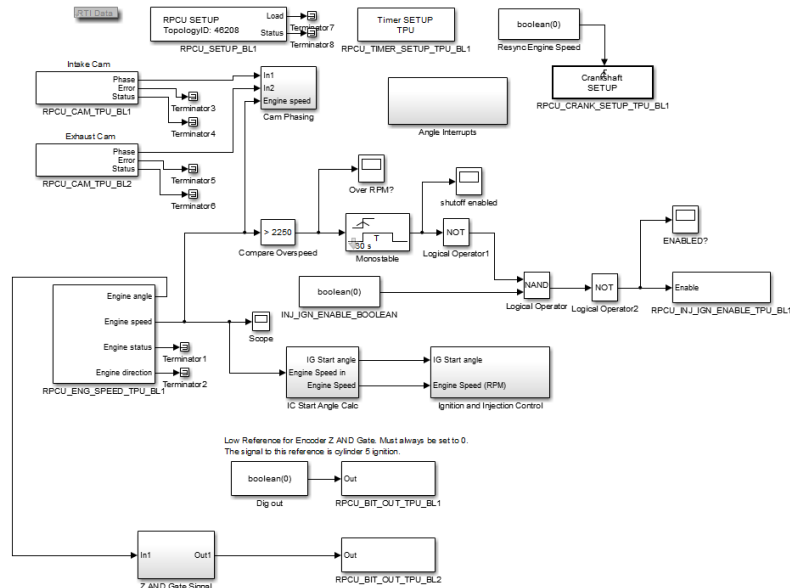 RTI Data
RPCU SETUP
TopologyID: 46208
Load
Status
Terminator7
Terminator8
RPCU_SETUP_BL1
Timer SETUP
TPU
RPCU_TIMER_SETUP_TPU_BL1
boolean(0)
Resync Engine Speed
Crankshaft
SETUP
RPCU_CRANK_SETUP_TPU_BL1
Intake Cam
Phase
Error
Status
Terminator3
Terminator4
RPCU_CAM_TPU_BL1
In1
In2
Engine speed
Cam Phasing
Angle Interrupts
Exhaust Cam
Phase
Error
Status
Terminator5
Terminator6
RPCU_CAM_TPU_BL2
Over RPM?
shutoff enabled
> 2250
Compare Overspeed
T
30 s
Monostable
NOT
Logical Operator1
ENABLED?
boolean(0)
INJ_IGN_ENABLE_BOOLEAN
NAND
Logical Operator
NOT
Logical Operator2
Enable
RPCU_INJ_IGN_ENABLE_TPU_BL1
Engine angle
Engine speed
Engine status
Engine direction
Terminator1
Terminator2
RPCU_ENG_SPEED_TPU_BL1
Scope
IG Start angle
Engine Speed in
Engine Speed
IC Start Angle Calc
IG Start angle
Engine Speed (RPM)
Ignition and Injection Control
Low Reference for Encoder Z AND Gate. Must always be set to 0.
The signal to this reference is cylinder 5 ignition.
boolean(0)
Dig out
Out
RPCU_BIT_OUT_TPU_BL1
In1
Out1
Z AND Gate Signal
Out
RPCU_BIT_OUT_TPU_BL2